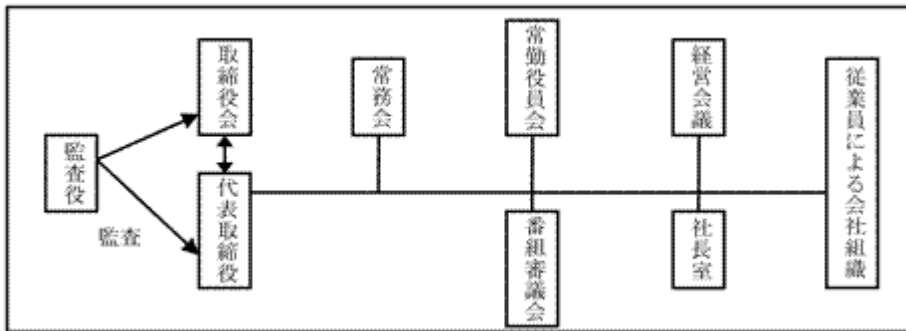 監査役
監査
取締役会
代表取締役
常務会
常勤役員会
番組審議会
経営会議
社長室
従業員による会社組織